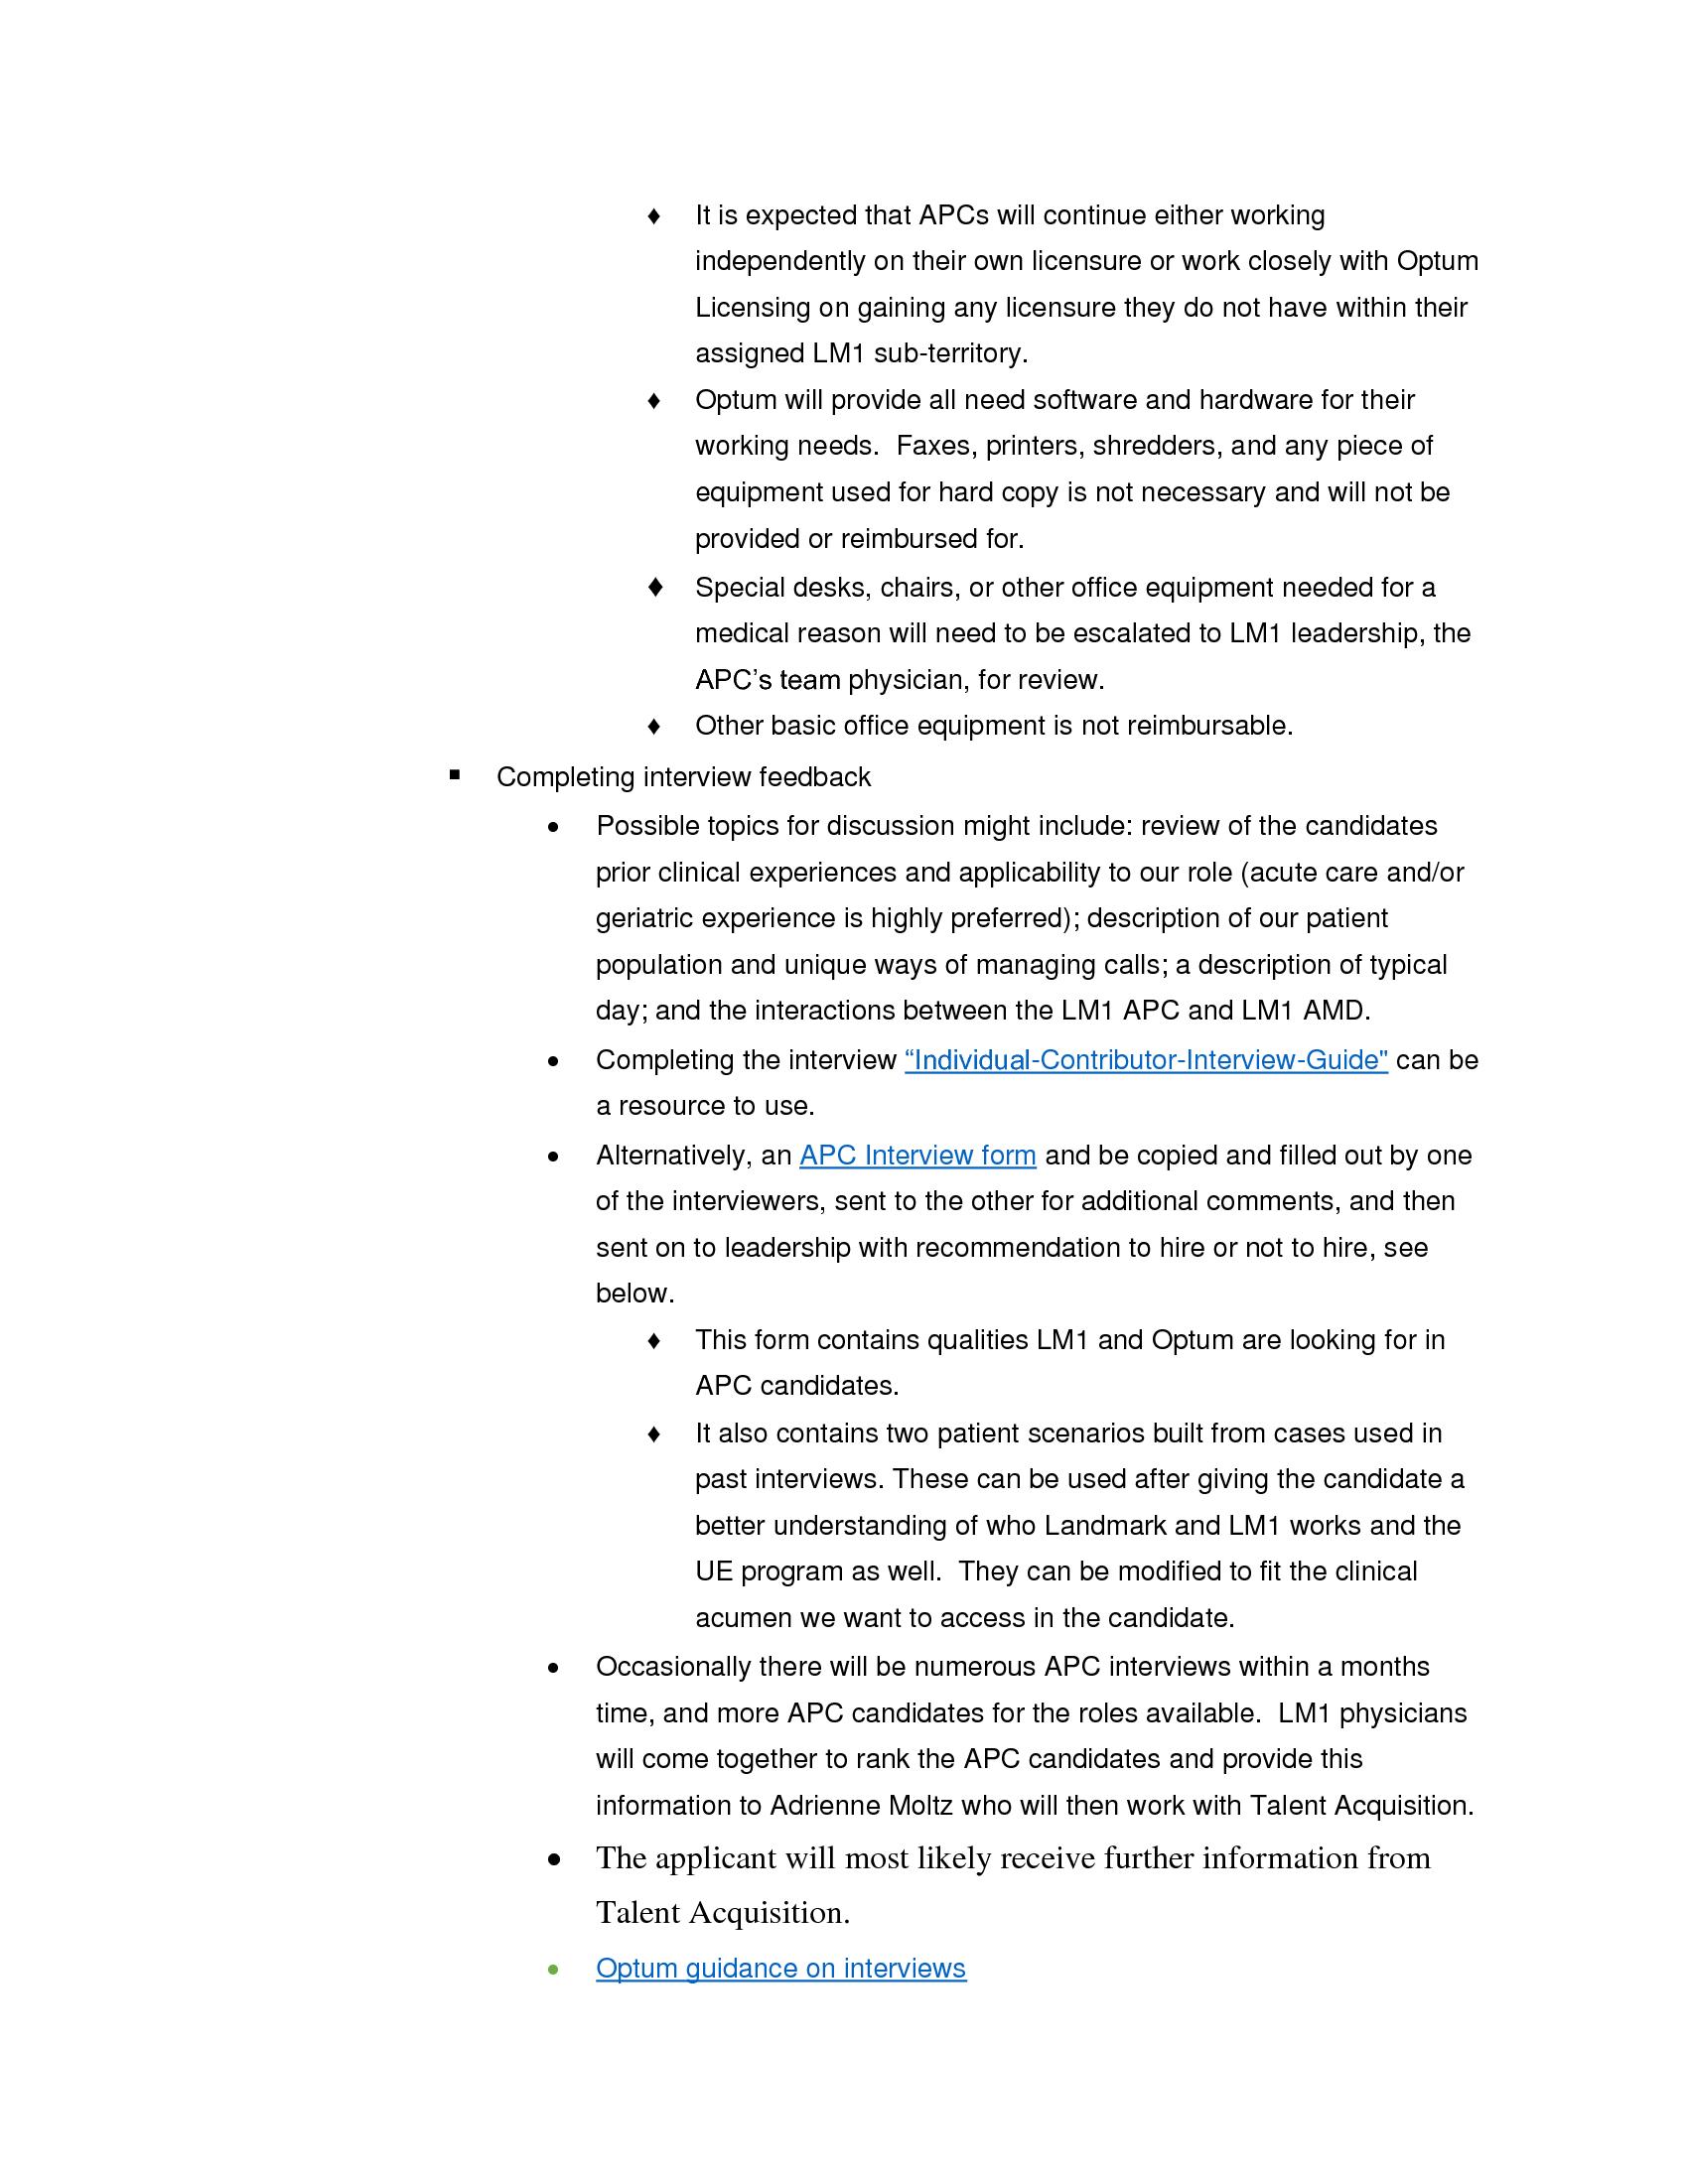 ♦ It is expected that APCs will continue either working
independently on their own licensure or work closely with Optum
Licensing on gaining any licensure they do not have within their
assigned LM1 sub-territory.
♦ Optum will provide all need software and hardware for their
working needs.  Faxes, printers, shredders, and any piece of
equipment used for hard copy is not necessary and will not be
provided or reimbursed for.
♦ Special desks, chairs, or other office equipment needed for a
medical reason will need to be escalated to LM1 leadership, the
APC’s team physician, for review.
♦ Other basic office equipment is not reimbursable.
▪ Completing interview feedback
• Possible topics for discussion might include: review of the candidates
prior clinical experiences and applicability to our role (acute care and/or
geriatric experience is highly preferred); description of our patient
population and unique ways of managing calls; a description of typical
day; and the interactions between the LM1 APC and LM1 AMD.
• Completing the interview “Individual-Contributor-Interview-Guide" can be
a resource to use.
• Alternatively, an APC Interview form and be copied and filled out by one
of the interviewers, sent to the other for additional comments, and then
sent on to leadership with recommendation to hire or not to hire, see
below.
♦ This form contains qualities LM1 and Optum are looking for in
APC candidates.
♦ It also contains two patient scenarios built from cases used in
past interviews. These can be used after giving the candidate a
better understanding of who Landmark and LM1 works and the
UE program as well.  They can be modified to fit the clinical
acumen we want to access in the candidate.
• Occasionally there will be numerous APC interviews within a months
time, and more APC candidates for the roles available.  LM1 physicians
will come together to rank the APC candidates and provide this
information to Adrienne Moltz who will then work with Talent Acquisition.
• The applicant will most likely receive further information from
Talent Acquisition.
• Optum guidance on interviews